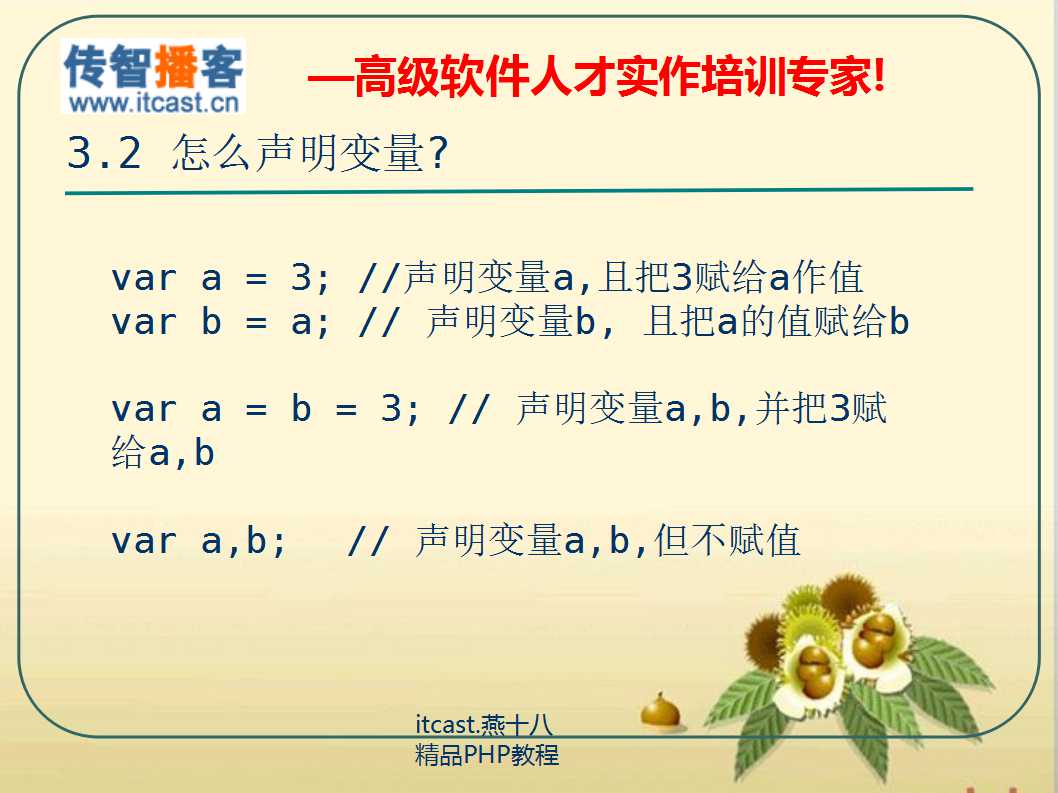 传智播客
www.itcast.cn
—高级软件人才实作培训专家!
3.2 怎么声明变量?
var a = 3; //声明变量a,且把3赋给a作值
var b = a; // 声明变量b, 且把a的值赋给b
var a = b = 3; // 声明变量a,b,并把3赋
给a,b
var a,b; // 声明变量a,b,但不赋值
itcast.燕十八
精品PHP教程